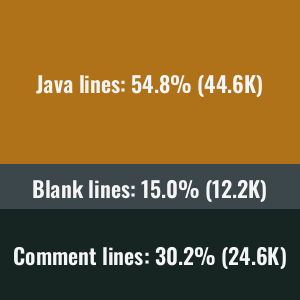 Java lines: 54.8% (44.6K)
Blank lines: 15.0% (12.2K)
Comment lines: 30.2% (24.6K)